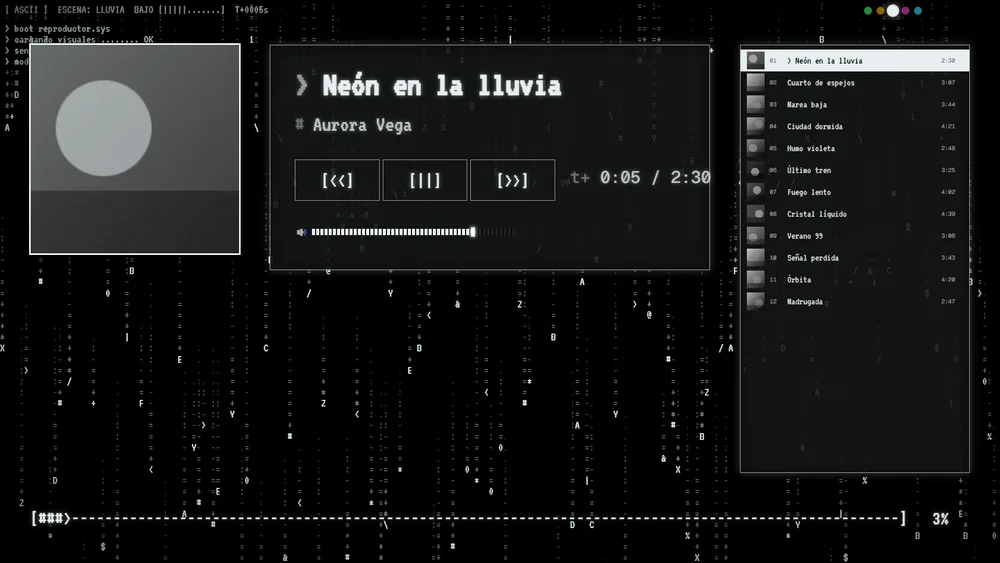 [ ASCII ] ESCENA: LLUVIA BAJO [|||||.......] T+0005s
> boot reproductor.sys
> cargando visuales ........ OK
> Neón en la lluvia
# Aurora Vega
[<<] [||] [>>] t+ 0:05 / 2:30
01 > Neón en la lluvia 2:30
02 Cuarto de espejos 3:07
03 Marea baja 3:44
04 Ciudad dormida 4:21
05 Humo violeta 2:48
06 Último tren 3:25
07 Fuego lento 4:02
08 Cristal líquido 4:39
09 Verano 99 3:06
10 Señal perdida 3:43
11 Órbita 4:20
12 Madrugada 2:47
[###>--------------------] 3%